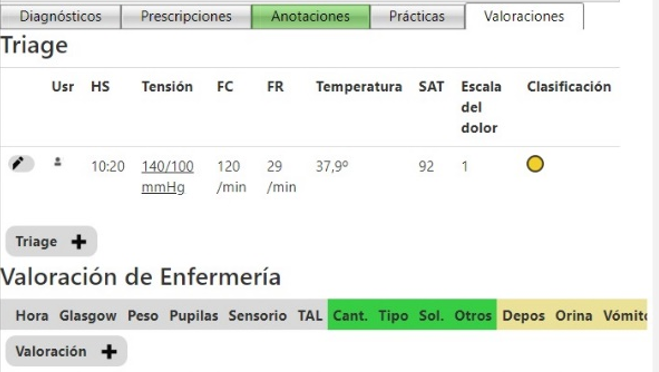 Diagnósticos Prescripciones Anotaciones Prácticas Valoraciones
Triage
Usr HS Tensión FC FR Temperatura SAT Escala del dolor Clasificación
10:20 140/100 mmHg 120 /min 29 /min 37,9º 92 1
Triage +
Valoración de Enfermería
Hora Glasgow Peso Pupilas Sensorio TAL Cant. Tipo Sol. Otros Depos Orina Vómito
Valoración +